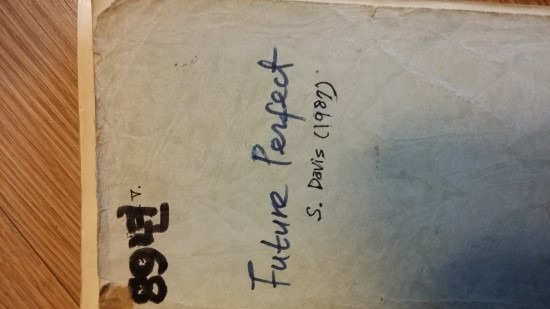 89년 V.
Future Perfect
S. Davis (1987).